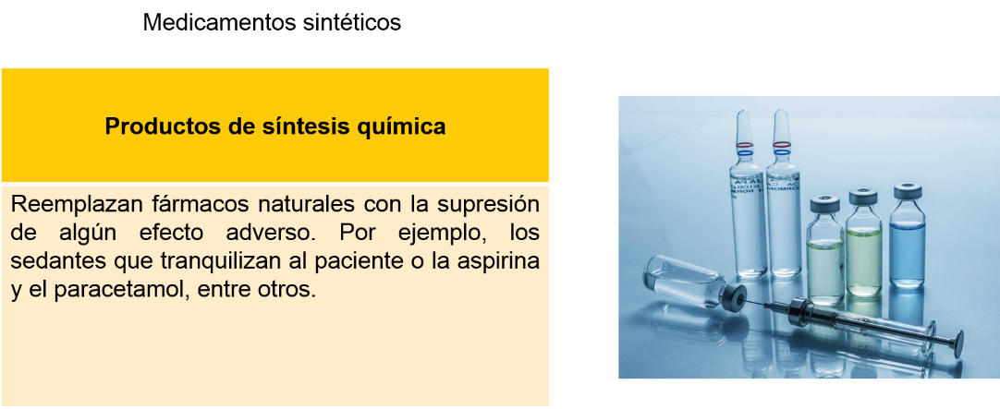 Medicamentos sintéticos
Productos de síntesis química
Reemplazan fármacos naturales con la supresión
de algún efecto adverso. Por ejemplo, los
sedantes que tranquilizan al paciente o la aspirina
y el paracetamol, entre otros.